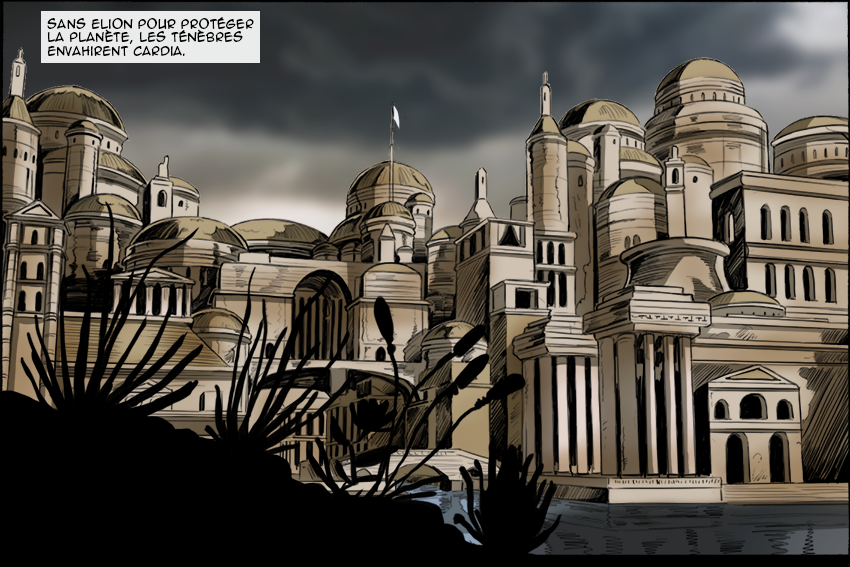 SANS ELION POUR PROTÉGER
LA PLANÈTE, LES TÉNÈBRES
ENVAHIRENT CARDIA.